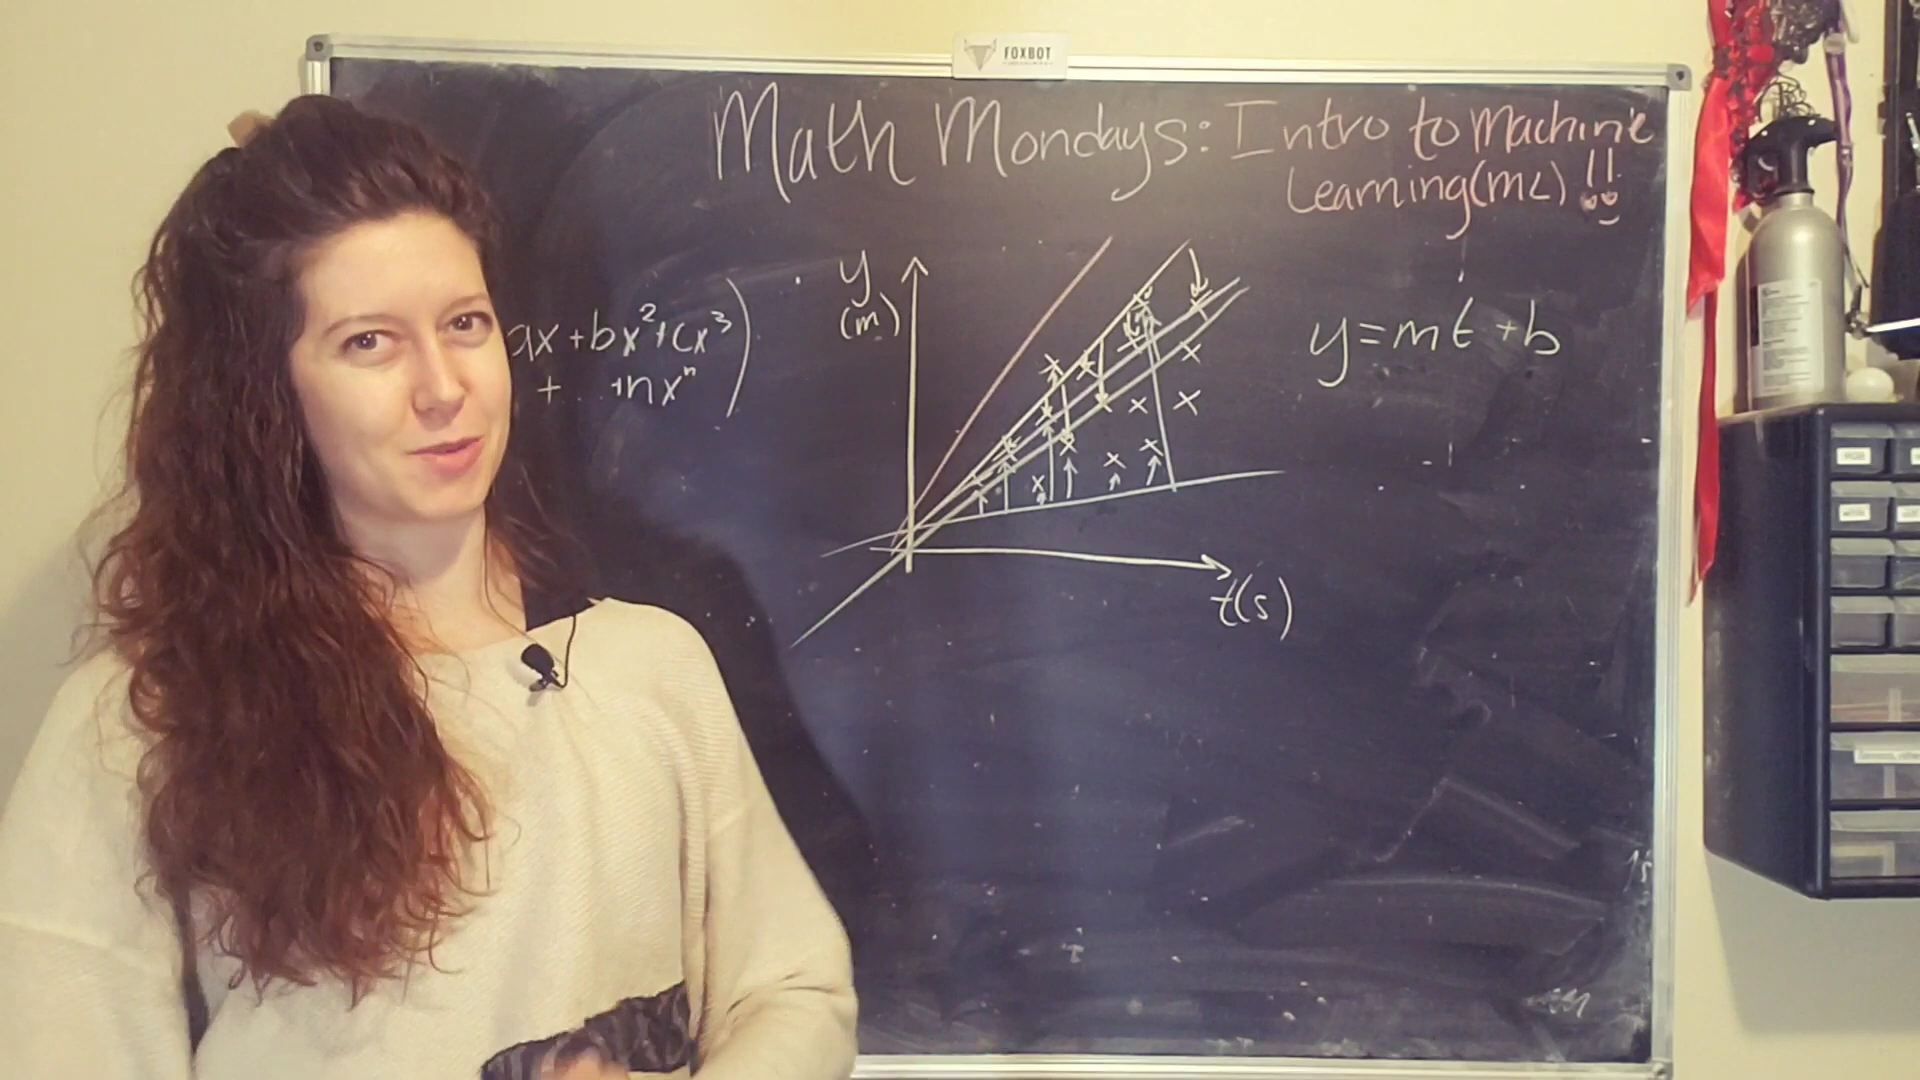 FOXBOT
Math Mondays: Intro to Machine
Learning(ML) !!
ax + bx² + cx³)
+ ... + nxⁿ
y
(m)
t(s)
y = mt + b